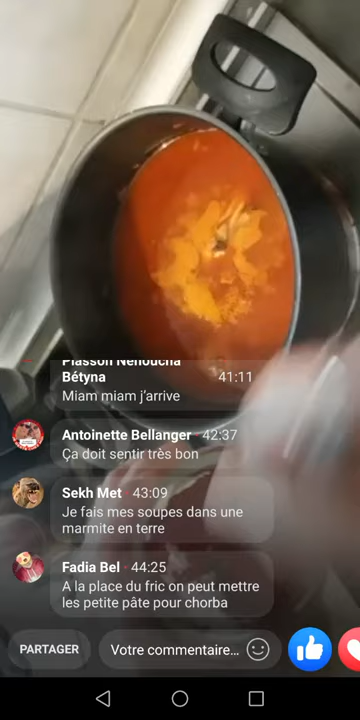 Plasson Nenoucha
Bétyna 41:11
Miam miam j'arrive
Antoinette Bellanger · 42:37
Ça doit sentir très bon
Sekh Met · 43:09
Je fais mes soupes dans une
marmite en terre
Fadia Bel · 44:25
A la place du fric on peut mettre
les petite pâte pour chorba
PARTAGER
Votre commentaire...